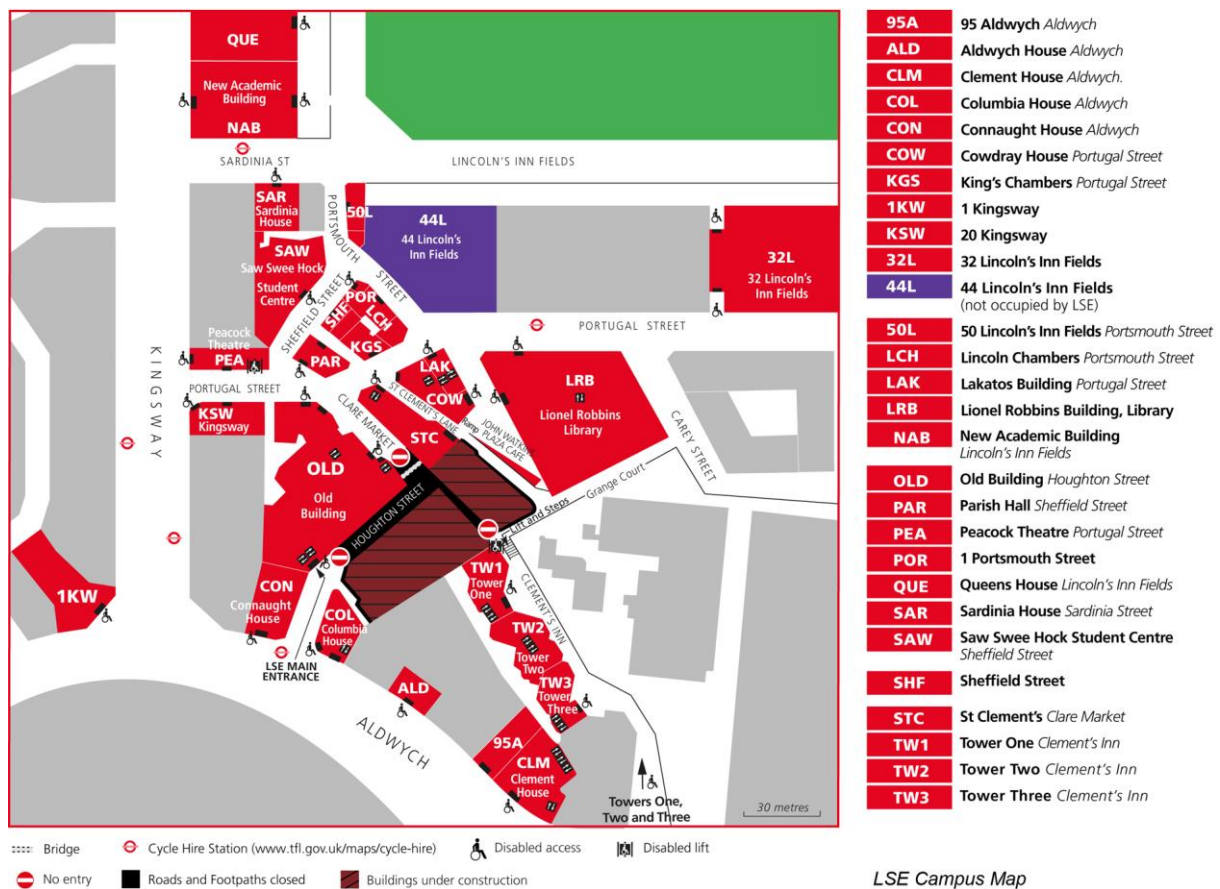 QUE
New Academic
Building
NAB
SARDINIA ST
LINCOLN'S INN FIELDS
SAR
Sardinia
House
PORTSMOUTH
STREET
50L
44L
44 Lincoln's
Inn Fields
32L
32 Lincoln's
Inn Fields
SAW
Saw Swee Hock
Student
Centre
SHEFFIELD STREET
POR
SHF
LCH
KGS
PORTUGAL STREET
Peacock
Theatre
PEA
PAR
KINGSWAY
PORTUGAL STREET
LAK
COW
LRB
Lionel Robbins
Library
KSW
Kingsway
CLARE MARKET
ST CLEMENT'S LANE
Ramp
JOHN WATKINS
PLAZA CAFE
CAREY STREET
STC
OLD
Old
Building
HOUGHTON STREET
Grange Court
Lift and Steps
CLEMENT'S INN
1KW
CON
Connaught
House
COL
Columbia
House
TW1
Tower
One
TW2
Tower
Two
TW3
Tower
Three
LSE MAIN
ENTRANCE
ALD
ALDWYCH
95A
CLM
Clement
House
Towers One,
Two and Three
30 metres
95A 95 Aldwych Aldwych
ALD Aldwych House Aldwych
CLM Clement House Aldwych.
COL Columbia House Aldwych
CON Connaught House Aldwych
COW Cowdray House Portugal Street
KGS King's Chambers Portugal Street
1KW 1 Kingsway
KSW 20 Kingsway
32L 32 Lincoln's Inn Fields
44L 44 Lincoln's Inn Fields
(not occupied by LSE)
50L 50 Lincoln's Inn Fields Portsmouth Street
LCH Lincoln Chambers Portsmouth Street
LAK Lakatos Building Portugal Street
LRB Lionel Robbins Building, Library
NAB New Academic Building
Lincoln's Inn Fields
OLD Old Building Houghton Street
PAR Parish Hall Sheffield Street
PEA Peacock Theatre Portugal Street
POR 1 Portsmouth Street
QUE Queens House Lincoln's Inn Fields
SAR Sardinia House Sardinia Street
SAW Saw Swee Hock Student Centre
Sheffield Street
SHF Sheffield Street
STC St Clement's Clare Market
TW1 Tower One Clement's Inn
TW2 Tower Two Clement's Inn
TW3 Tower Three Clement's Inn
Bridge
Cycle Hire Station (www.tfl.gov.uk/maps/cycle-hire)
Disabled access
Disabled lift
No entry
Roads and Footpaths closed
Buildings under construction
LSE Campus Map